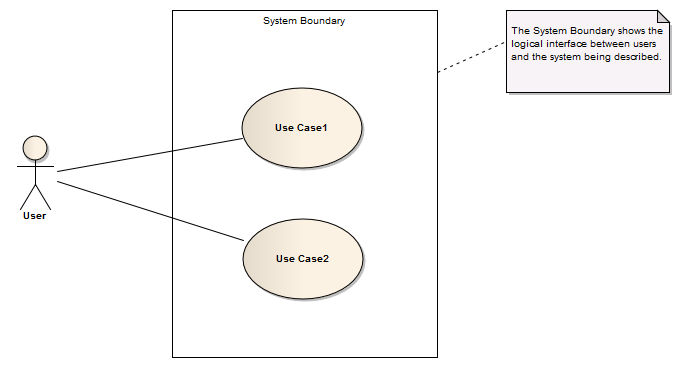 System Boundary
The System Boundary shows the
logical interface between users
and the system being described.
Use Case1
User
Use Case2